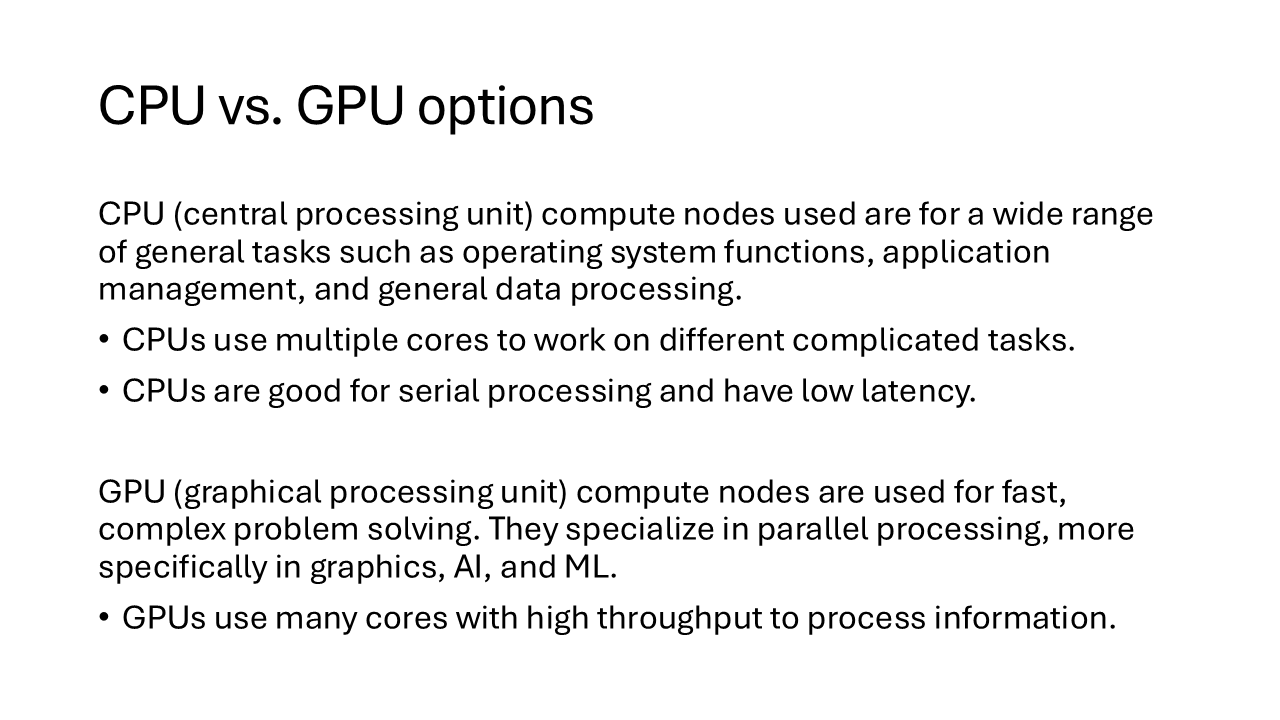 CPU vs. GPU options
CPU (central processing unit) compute nodes used are for a wide range
of general tasks such as operating system functions, application
management, and general data processing.
• CPUs use multiple cores to work on different complicated tasks.
• CPUs are good for serial processing and have low latency.
GPU (graphical processing unit) compute nodes are used for fast,
complex problem solving. They specialize in parallel processing, more
specifically in graphics, AI, and ML.
• GPUs use many cores with high throughput to process information.